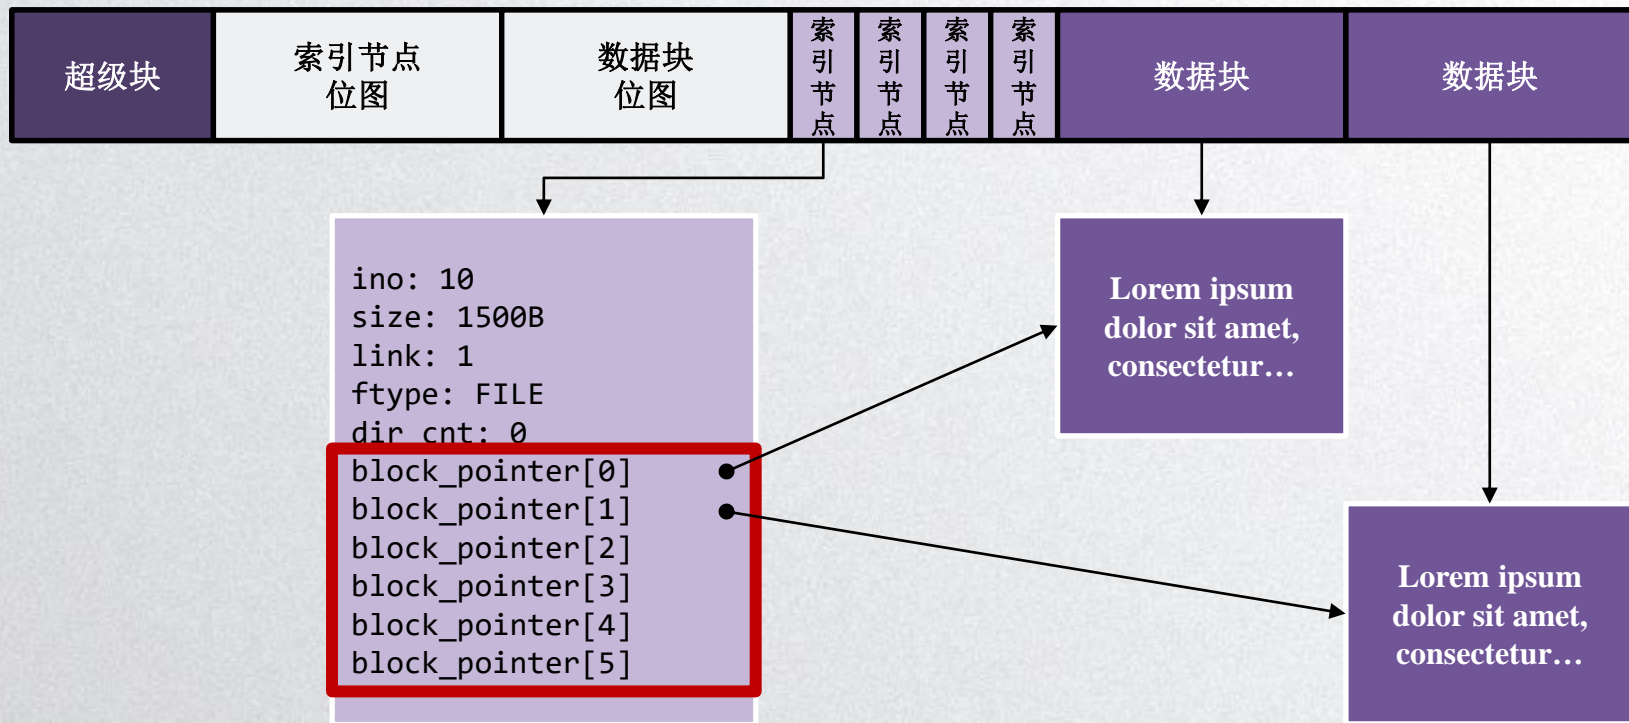 超级块
索引节点
位图
数据块
位图
索引节点
索引节点
索引节点
索引节点
数据块
数据块
ino: 10
size: 1500B
link: 1
ftype: FILE
dir_cnt: 0
block_pointer[0]
block_pointer[1]
block_pointer[2]
block_pointer[3]
block_pointer[4]
block_pointer[5]
Lorem ipsum
dolor sit amet,
consectetur…
Lorem ipsum
dolor sit amet,
consectetur…